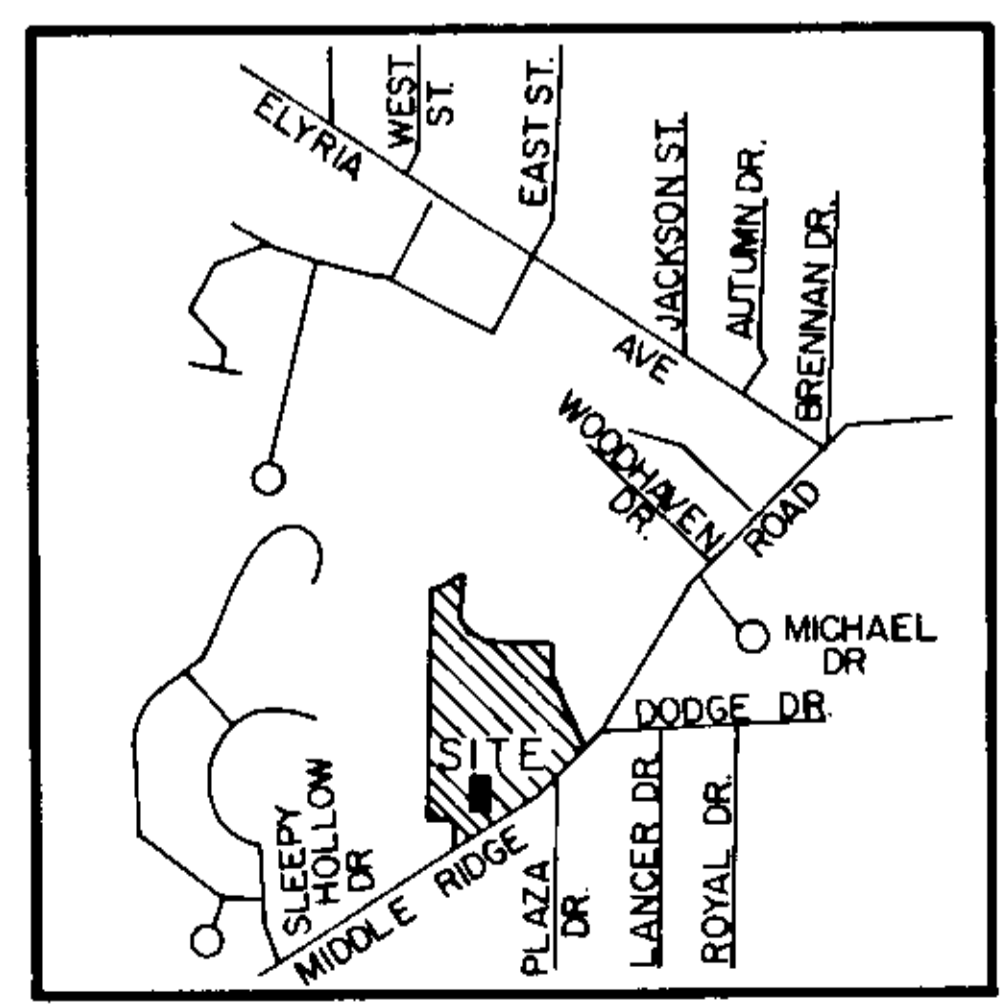 ELYRIA
WEST
ST.
EAST ST.
JACKSON ST.
AUTUMN DR.
BRENNAN DR.
AVE
WOODHAVEN
DR.
ROAD
MICHAEL
DR
DODGE DR.
SITE
SLEEPY
HOLLOW
DR
MIDDLE RIDGE
PLAZA
DR.
LANCER DR.
ROYAL DR.